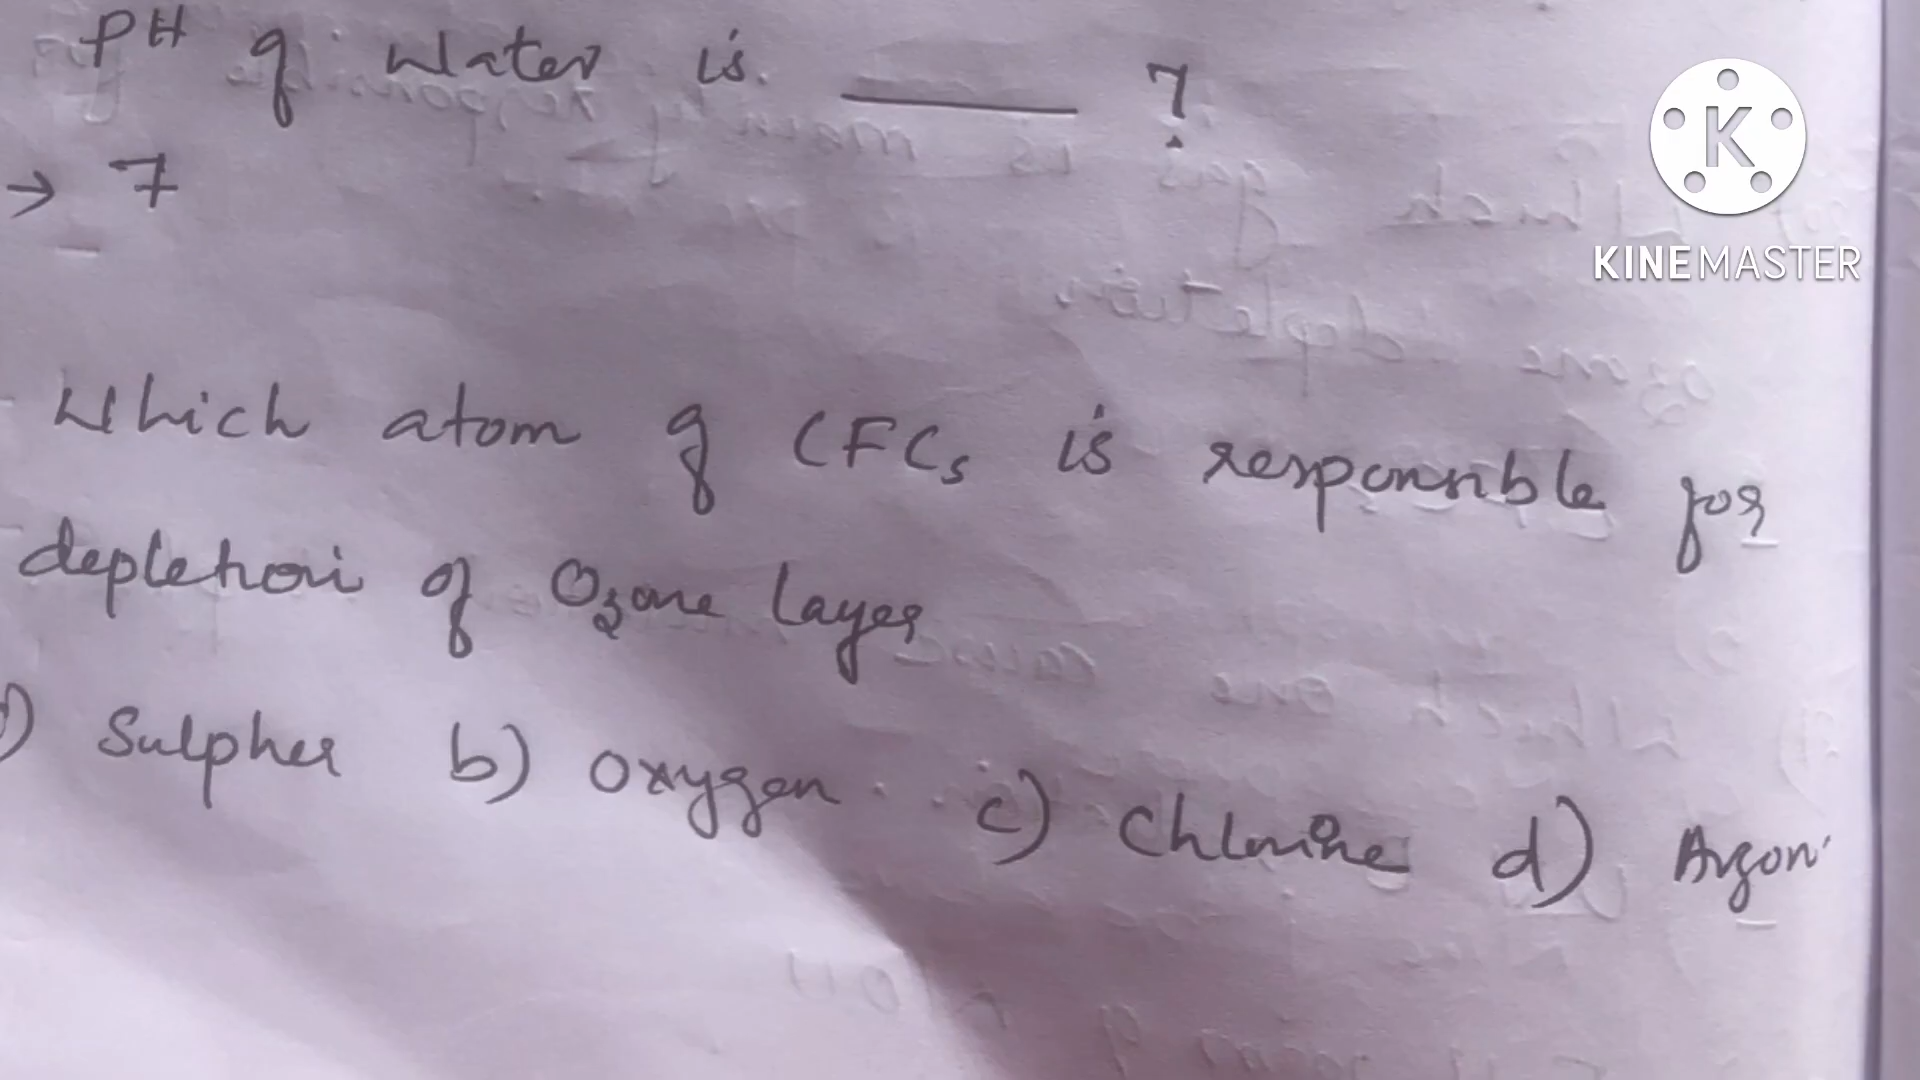 PH of Water is. ______ ?
→ 7
K
KINEMASTER
Which atom of CFCs is responsible for
depletion of Ozone Layer
) Sulpher b) Oxygen c) Chlorine d) Argon